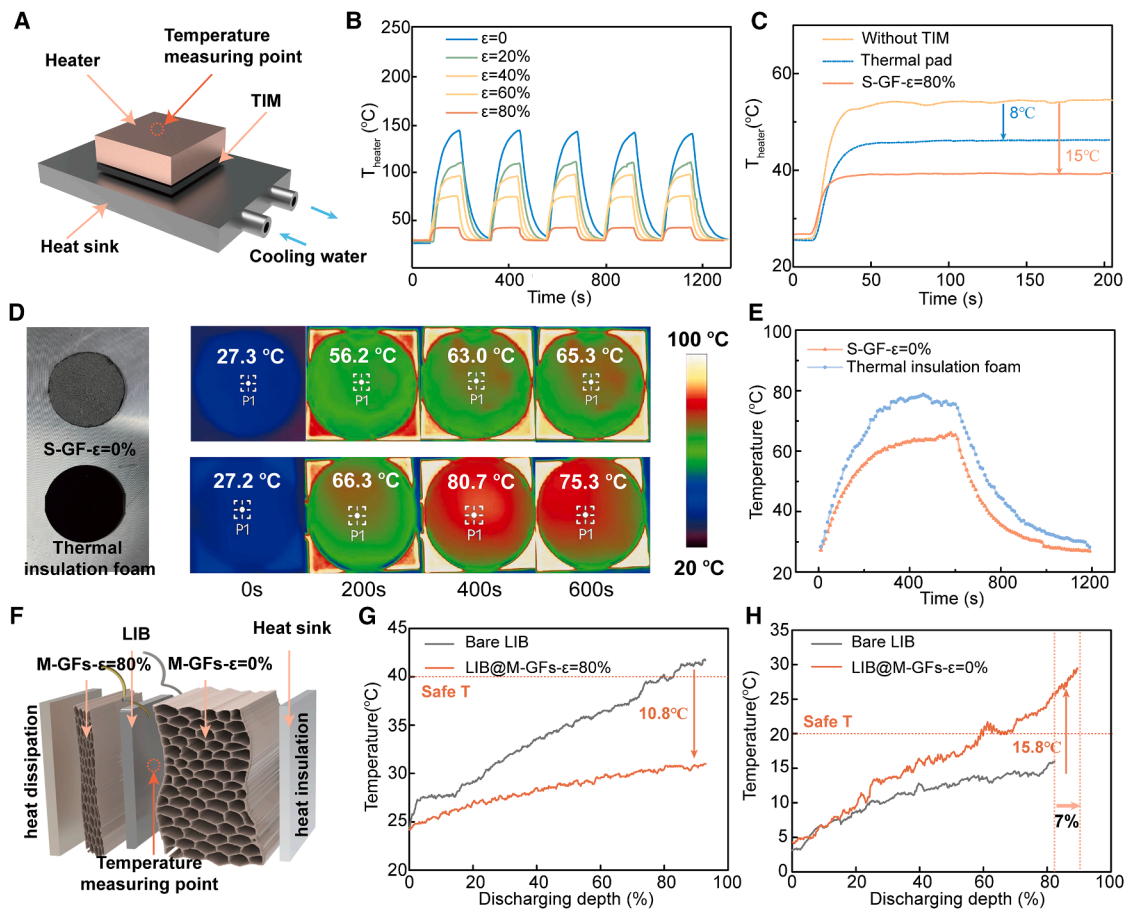 A
Temperature
measuring point
Heater
TIM
Heat sink
Cooling water
B
ε=0
ε=20%
ε=40%
ε=60%
ε=80%
250
200
150
100
50
0
400
800
1200
T heater (°C)
Time (s)
C
Without TIM
Thermal pad
S-GF-ε=80%
8℃
15℃
60
40
20
0
50
100
150
200
T heater (°C)
Time (s)
D
S-GF-ε=0%
Thermal
insulation foam
27.3 °C
56.2 °C
63.0 °C
65.3 °C
P1
P1
P1
P1
27.2 °C
66.3 °C
80.7 °C
75.3 °C
P1
P1
P1
P1
0s
200s
400s
600s
100 °C
20 °C
E
S-GF-ε=0%
Thermal insulation foam
100
80
60
40
20
0
400
800
1200
Temperature (°C)
Time (s)
F
LIB
Heat sink
M-GFs-ε=80%
M-GFs-ε=0%
heat dissipation
heat insulation
Temperature
measuring point
G
Bare LIB
LIB@M-GFs-ε=80%
Safe T
10.8℃
45
40
35
30
25
20
0
20
40
60
80
100
Temperature(°C)
Discharging depth (%)
H
Bare LIB
LIB@M-GFs-ε=0%
Safe T
15.8℃
7%
35
30
25
20
15
10
5
0
0
20
40
60
80
100
Temperature(°C)
Discharging depth (%)